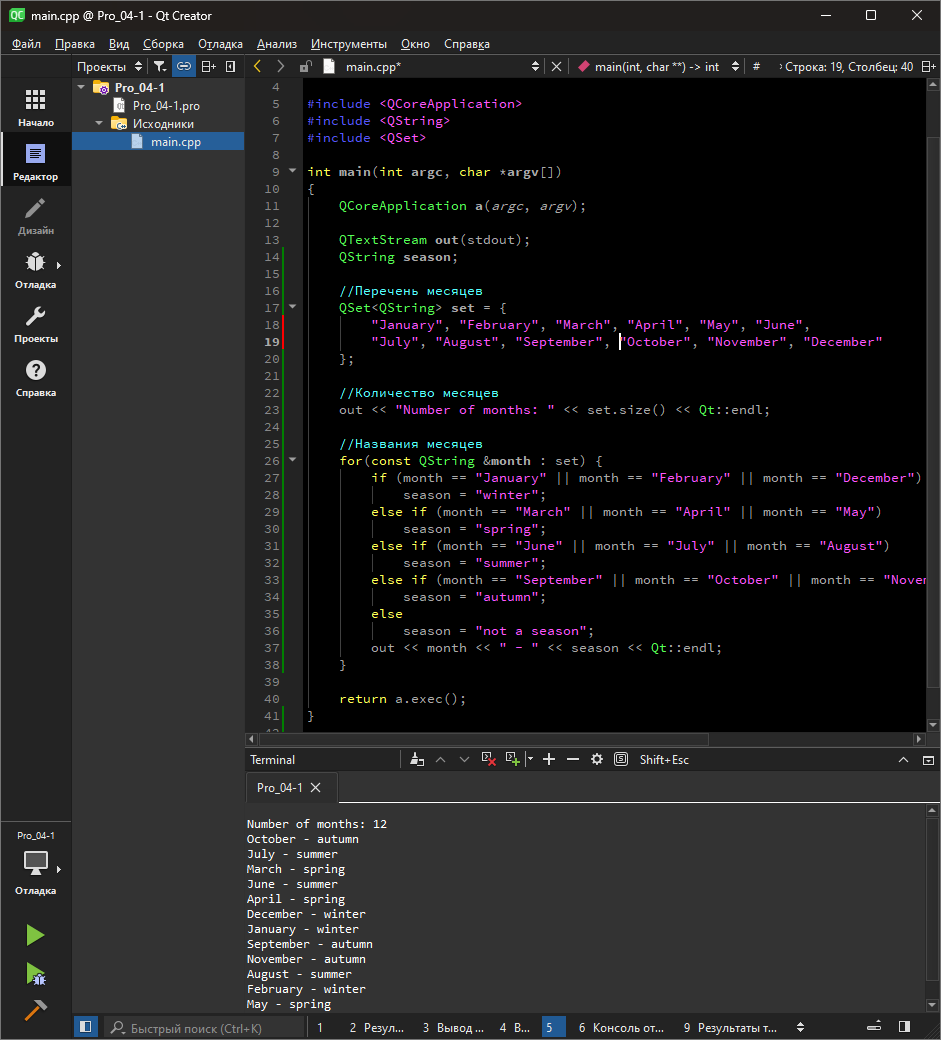 main.cpp @ Pro_04-1 - Qt Creator
Файл Правка Вид Сборка Отладка Анализ Инструменты Окно Справка
Проекты main.cpp* main(int, char **) -> int # Строка: 19, Столбец: 40
Pro_04-1
Pro_04-1.pro
Исходники
main.cpp
Начало
Редактор
Дизайн
Отладка
Проекты
Справка
4
5 #include <QCoreApplication>
6 #include <QString>
7 #include <QSet>
8
9 int main(int argc, char *argv[])
10 {
11 QCoreApplication a(argc, argv);
12
13 QTextStream out(stdout);
14 QString season;
15
16 //Перечень месяцев
17 QSet<QString> set = {
18 "January", "February", "March", "April", "May", "June",
19 "July", "August", "September", "October", "November", "December"
20 };
21
22 //Количество месяцев
23 out << "Number of months: " << set.size() << Qt::endl;
24
25 //Названия месяцев
26 for(const QString &month : set) {
27 if (month == "January" || month == "February" || month == "December")
28 season = "winter";
29 else if (month == "March" || month == "April" || month == "May")
30 season = "spring";
31 else if (month == "June" || month == "July" || month == "August")
32 season = "summer";
33 else if (month == "September" || month == "October" || month == "Nove
34 season = "autumn";
35 else
36 season = "not a season";
37 out << month << " - " << season << Qt::endl;
38 }
39
40 return a.exec();
41 }
Terminal Shift+Esc
Pro_04-1
Number of months: 12
October - autumn
July - summer
March - spring
June - summer
April - spring
December - winter
January - winter
September - autumn
November - autumn
August - summer
February - winter
May - spring
Pro_04-1
Отладка
Быстрый поиск (Ctrl+K) 1 2 Резул... 3 Вывод ... 4 В... 5 6 Консоль от... 9 Результаты т...